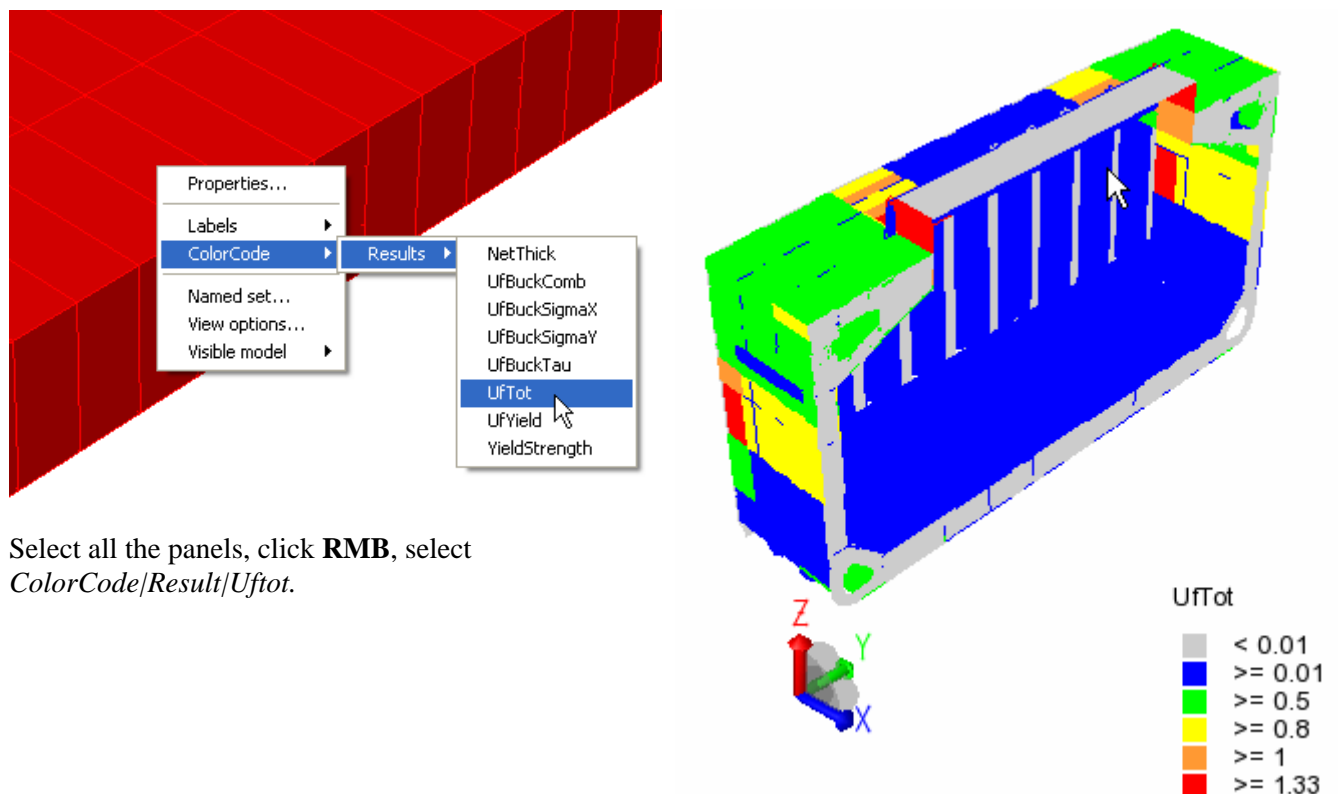 Properties...
Labels
ColorCode
Named set...
View options...
Visible model
Results
NetThick
UfBuckComb
UfBuckSigmaX
UfBuckSigmaY
UfBuckTau
UfTot
UfYield
YieldStrength
Select all the panels, click RMB, select
ColorCode/Result/Uftot.
Z
Y
X
UfTot
< 0.01
>= 0.01
>= 0.5
>= 0.8
>= 1
>= 1.33